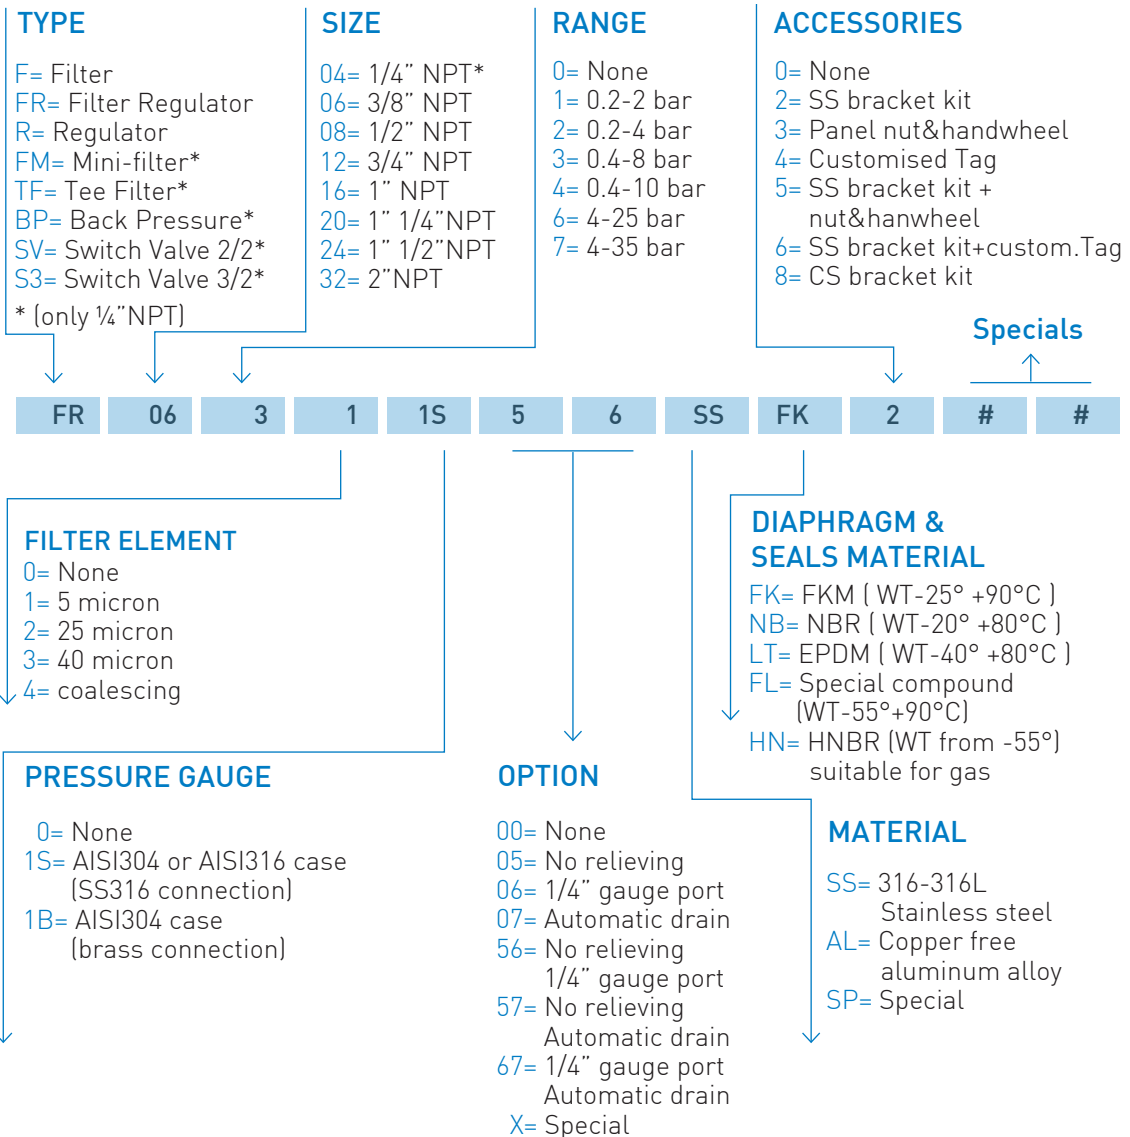 TYPE
F= Filter
FR= Filter Regulator
R= Regulator
FM= Mini-filter*
TF= Tee Filter*
BP= Back Pressure*
SV= Switch Valve 2/2*
S3= Switch Valve 3/2*
* (only ¼”NPT)
SIZE
04= 1/4” NPT*
06= 3/8” NPT
08= 1/2” NPT
12= 3/4” NPT
16= 1” NPT
20= 1” 1/4”NPT
24= 1” 1/2”NPT
32= 2”NPT
RANGE
0= None
1= 0.2-2 bar
2= 0.2-4 bar
3= 0.4-8 bar
4= 0.4-10 bar
6= 4-25 bar
7= 4-35 bar
ACCESSORIES
0= None
2= SS bracket kit
3= Panel nut&handwheel
4= Customised Tag
5= SS bracket kit +
nut&hanwheel
6= SS bracket kit+custom.Tag
8= CS bracket kit
Specials
FR 06 3 1 1S 5 6 SS FK 2 # #
FILTER ELEMENT
0= None
1= 5 micron
2= 25 micron
3= 40 micron
4= coalescing
DIAPHRAGM &
SEALS MATERIAL
FK= FKM ( WT-25° +90°C )
NB= NBR ( WT-20° +80°C )
LT= EPDM ( WT-40° +80°C )
FL= Special compound
(WT-55°+90°C)
HN= HNBR (WT from -55°)
suitable for gas
PRESSURE GAUGE
0= None
1S= AISI304 or AISI316 case
(SS316 connection)
1B= AISI304 case
(brass connection)
OPTION
00= None
05= No relieving
06= 1/4” gauge port
07= Automatic drain
56= No relieving
1/4” gauge port
57= No relieving
Automatic drain
67= 1/4” gauge port
Automatic drain
X= Special
MATERIAL
SS= 316-316L
Stainless steel
AL= Copper free
aluminum alloy
SP= Special